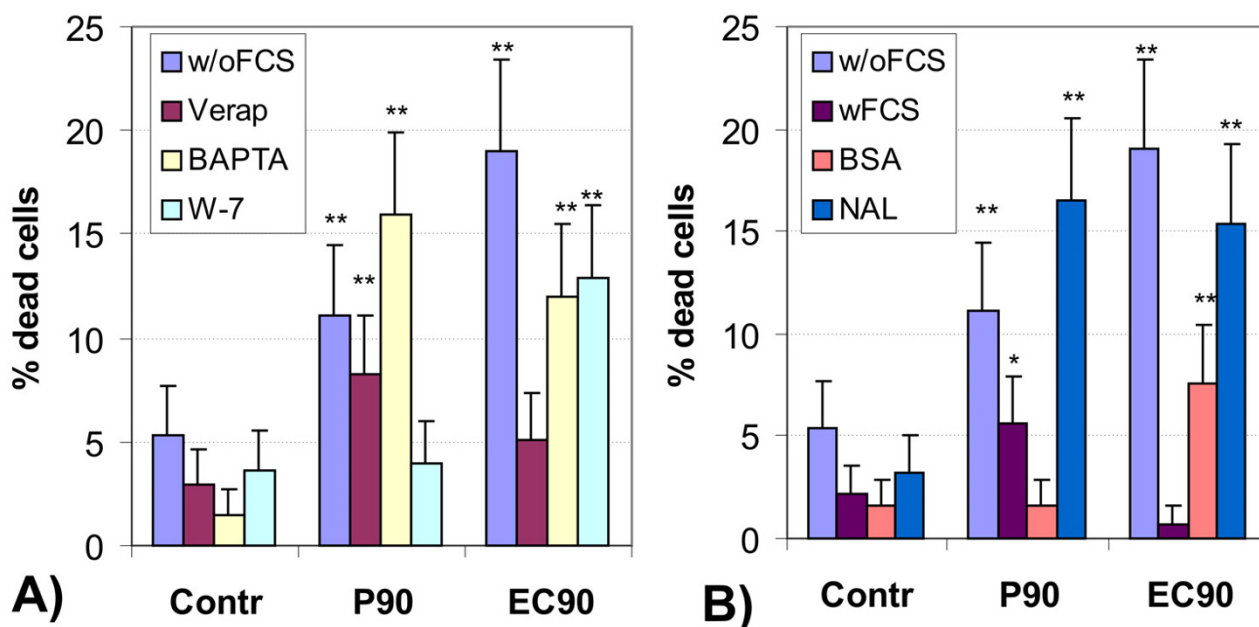 % dead cells
25
20
15
10
5
0
w/oFCS
Verap
BAPTA
W-7
**
**
**
**
**
**
Contr
P90
EC90
A)
% dead cells
25
20
15
10
5
0
w/oFCS
wFCS
BSA
NAL
**
*
**
**
**
**
Contr
P90
EC90
B)